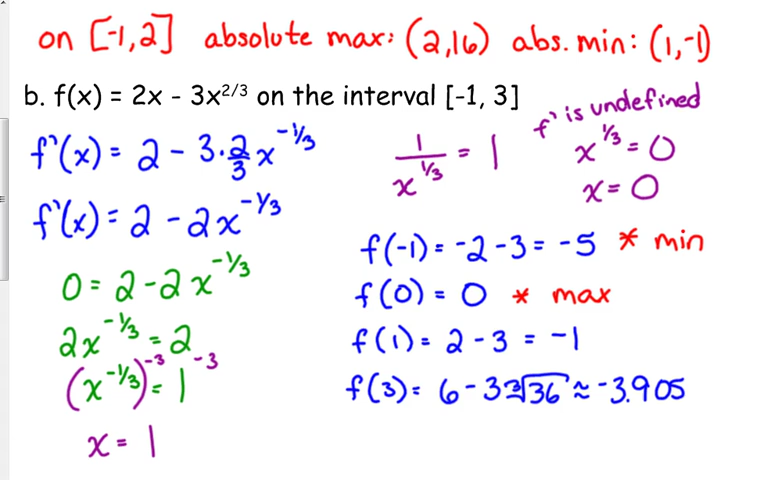 on [-1,2] absolute max: (2,16) abs. min: (1,-1)
b. f(x) = 2x - 3x^{2/3} on the interval [-1, 3]
f'(x) = 2 - 3·2/3 x^{-1/3}
f'(x) = 2 - 2x^{-1/3}
0 = 2 - 2x^{-1/3}
2x^{-1/3} = 2
(x^{-1/3})^{-3} = 1^{-3}
x = 1
1/x^{1/3} = 1
f' is undefined
x^{1/3} = 0
x = 0
f(-1) = -2 - 3 = -5 * min
f(0) = 0 * max
f(1) = 2 - 3 = -1
f(3) = 6 - 3∛36 ≈ -3.905